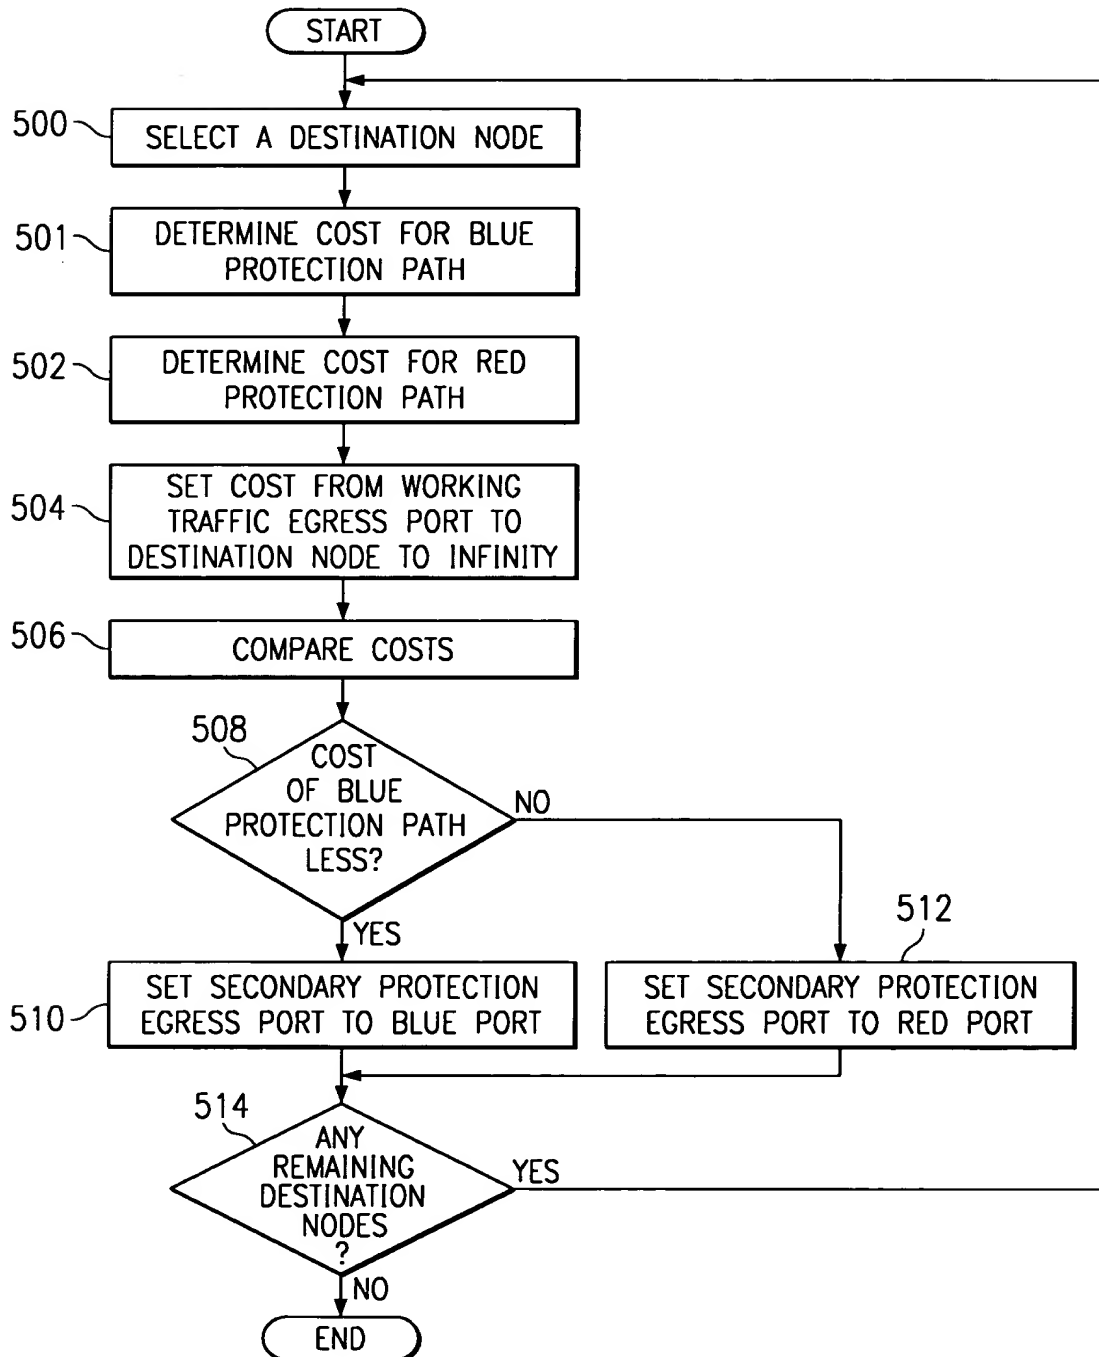 START
500
SELECT A DESTINATION NODE
501
DETERMINE COST FOR BLUE
PROTECTION PATH
502
DETERMINE COST FOR RED
PROTECTION PATH
504
SET COST FROM WORKING
TRAFFIC EGRESS PORT TO
DESTINATION NODE TO INFINITY
506
COMPARE COSTS
508
COST
OF BLUE
PROTECTION PATH
LESS?
NO
YES
510
SET SECONDARY PROTECTION
EGRESS PORT TO BLUE PORT
512
SET SECONDARY PROTECTION
EGRESS PORT TO RED PORT
514
ANY
REMAINING
DESTINATION
NODES
?
YES
NO
END